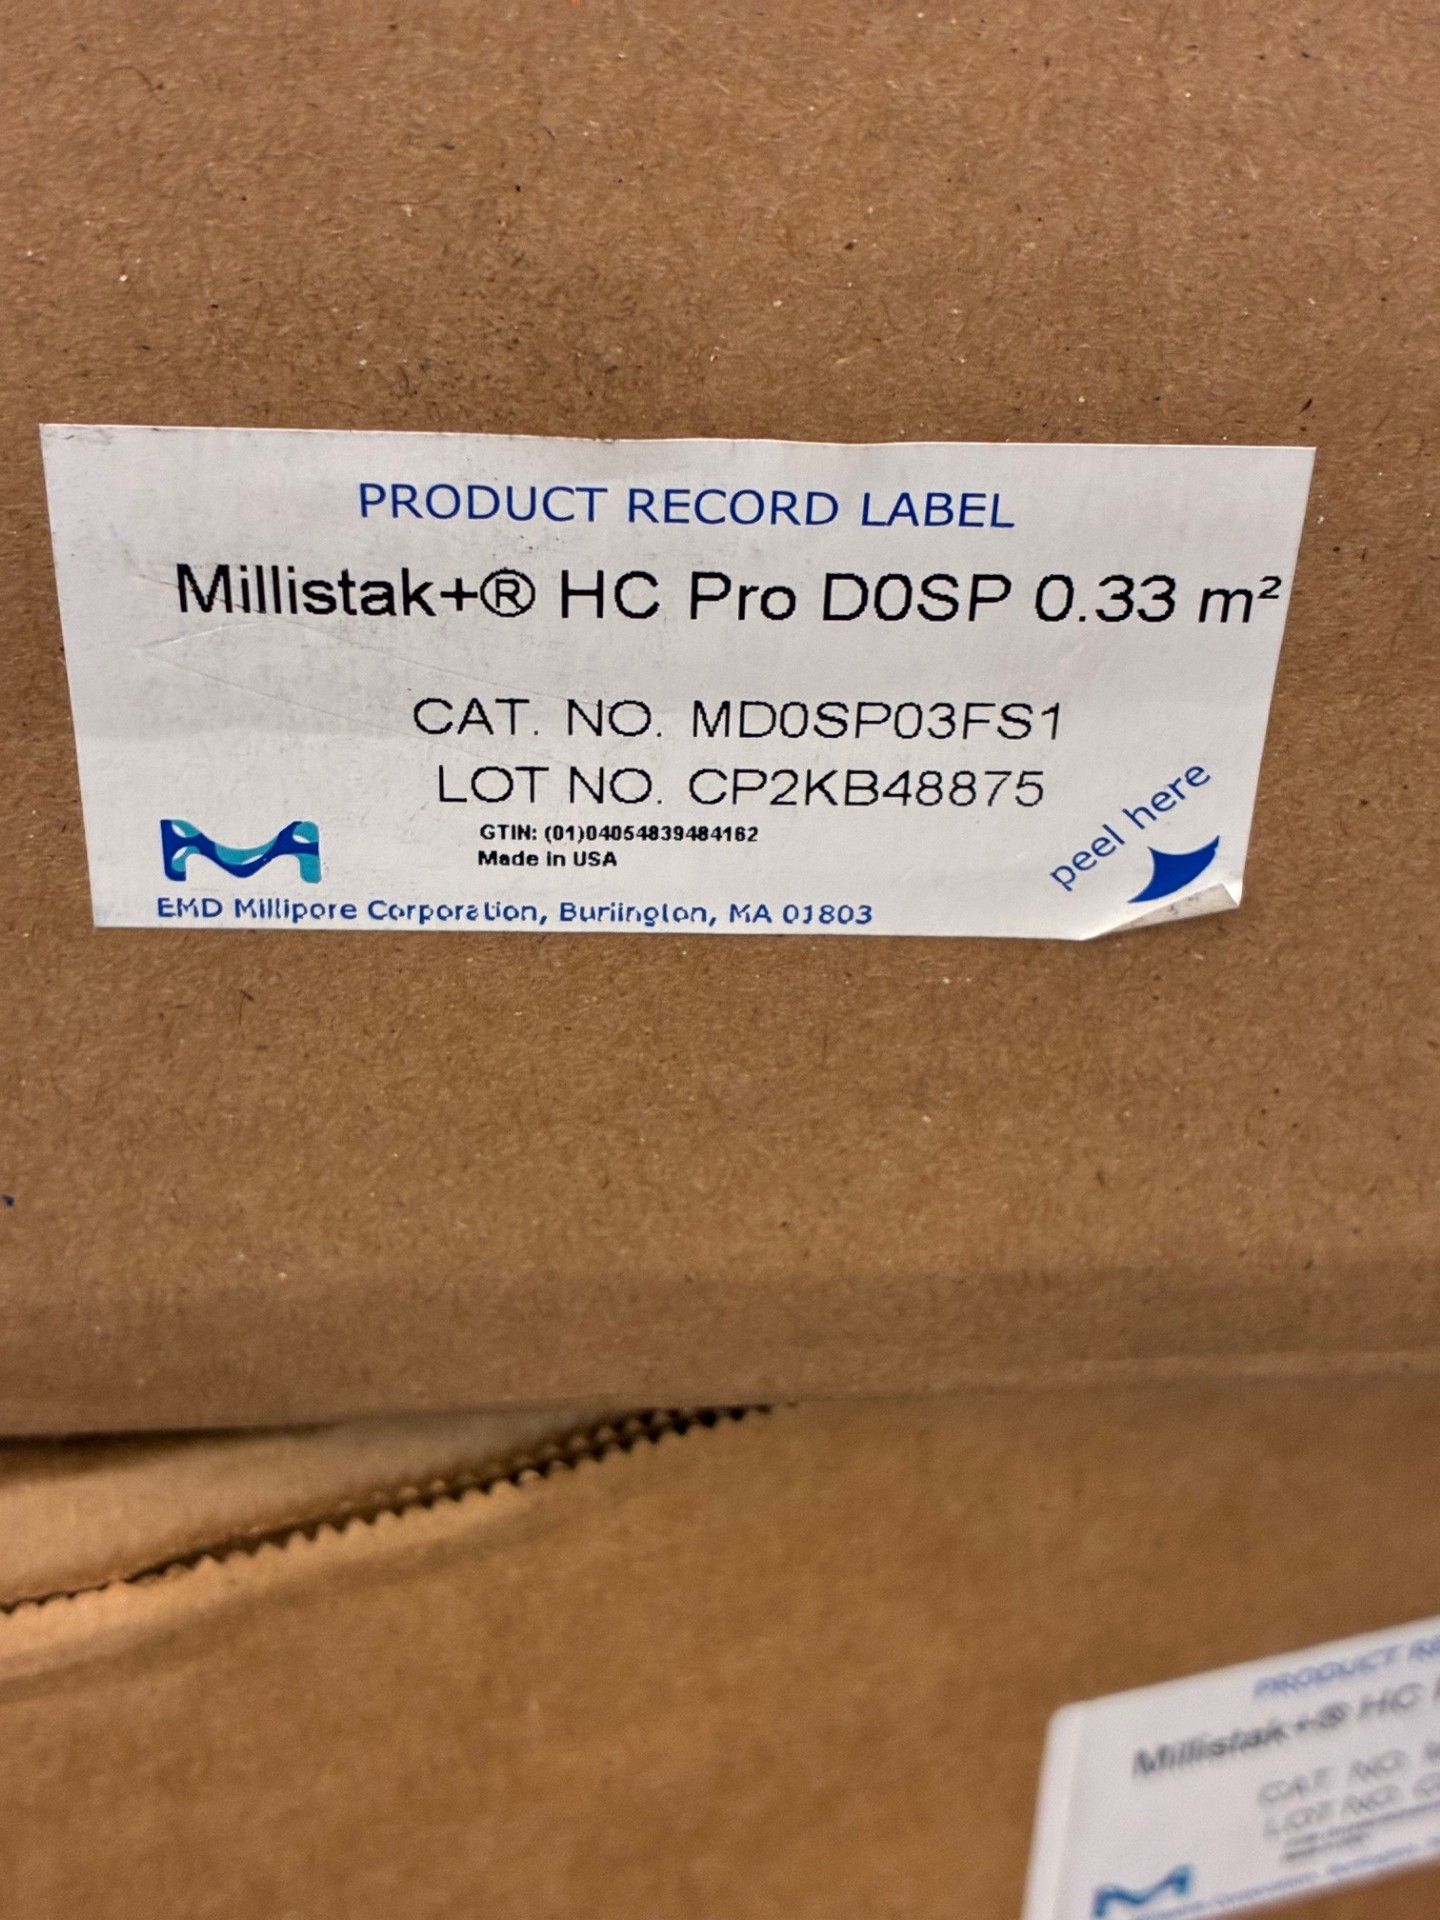 PRODUCT RECORD LABEL
Millistak+® HC Pro D0SP 0.33 m²
CAT. NO. MD0SP03FS1
LOT NO. CP2KB48875
GTIN: (01)04054839484162
Made in USA
peel here
EMD Millipore Corporation, Burlington, MA 01803
PRODUCT
Millistak+® HC
CAT. NO.
LOT NO.